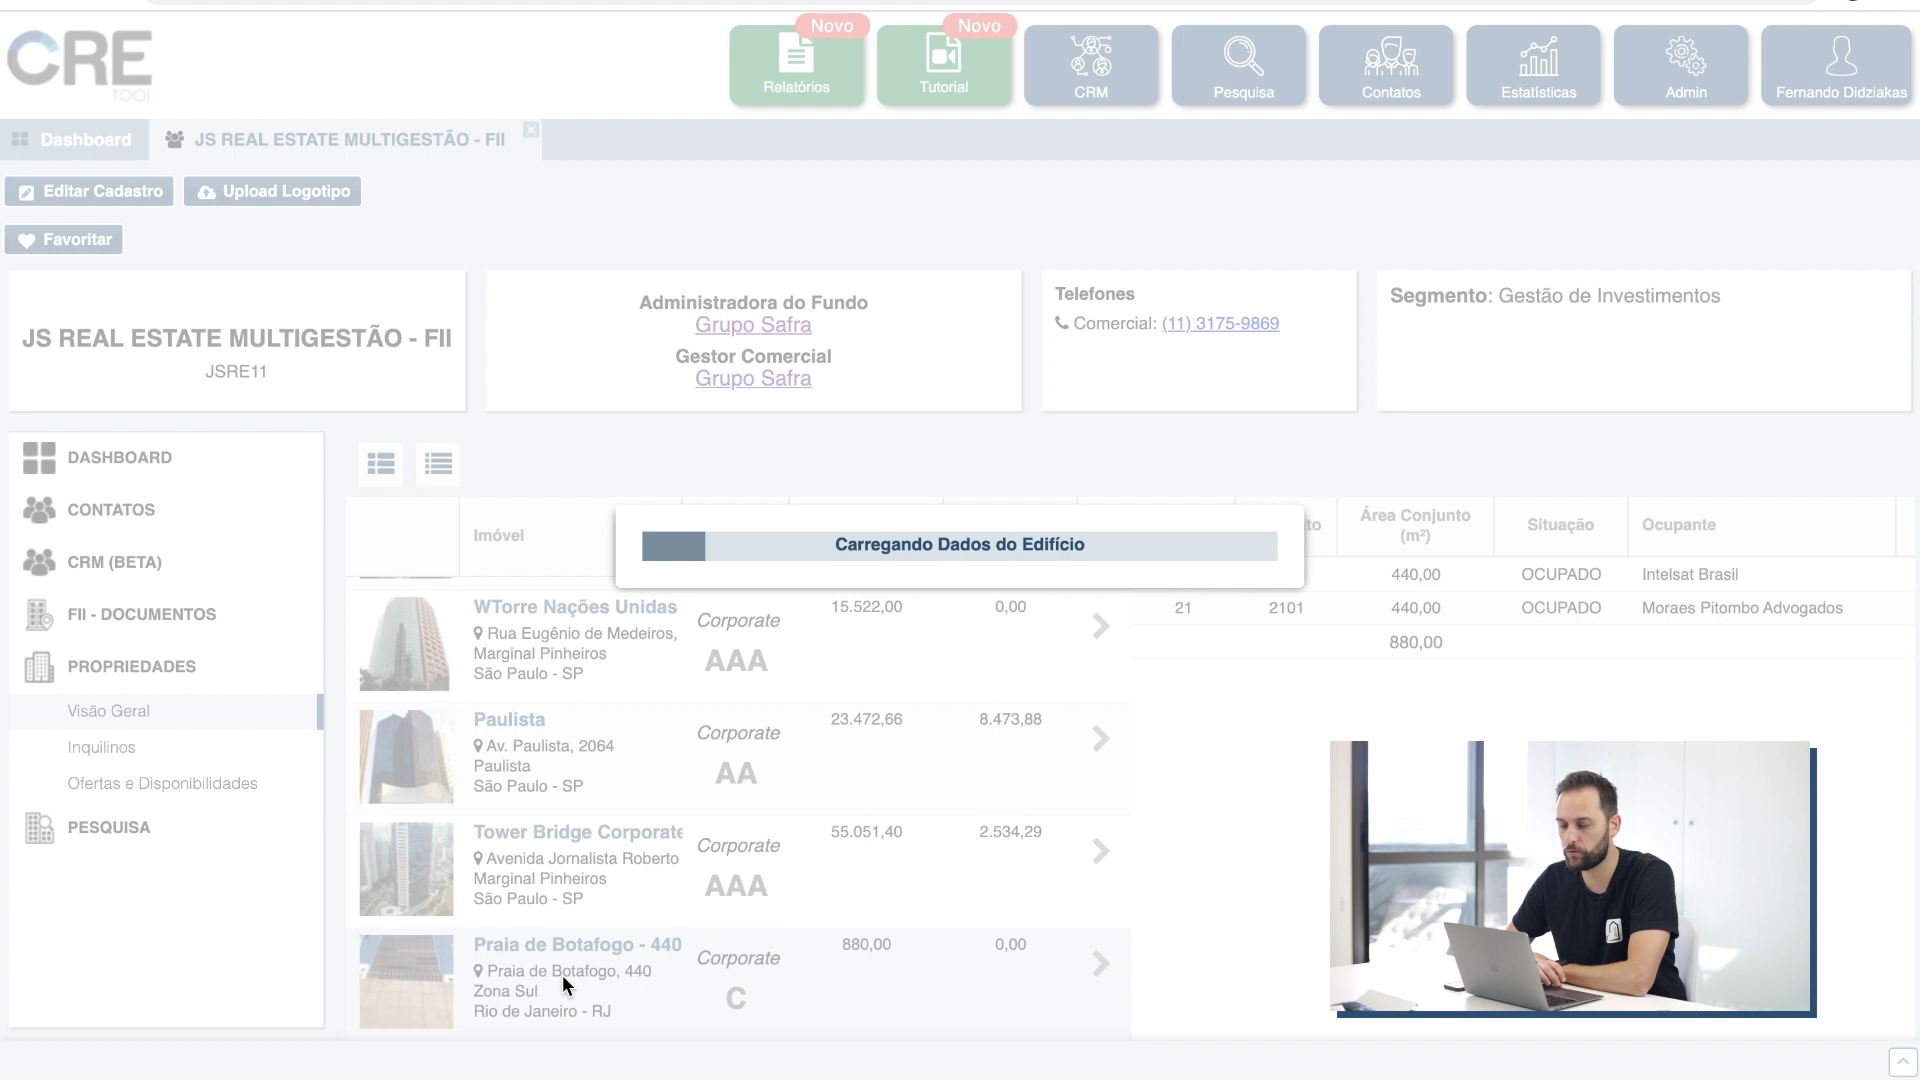 CRE
TOOL
Novo
Relatórios
Novo
Tutorial
CRM
Pesquisa
Contatos
Estatísticas
Admin
Fernando Didziakas
Dashboard
JS REAL ESTATE MULTIGESTÃO - FII
Editar Cadastro
Upload Logotipo
Favoritar
JS REAL ESTATE MULTIGESTÃO - FII
JSRE11
Administradora do Fundo
Grupo Safra
Gestor Comercial
Grupo Safra
Telefones
Comercial: (11) 3175-9869
Segmento: Gestão de Investimentos
DASHBOARD
CONTATOS
CRM (BETA)
FII - DOCUMENTOS
PROPRIEDADES
Visão Geral
Inquilinos
Ofertas e Disponibilidades
PESQUISA
Carregando Dados do Edifício
Imóvel
Área Conjunto
(m²)
Situação
Ocupante
WTorre Nações Unidas
Rua Eugênio de Medeiros,
Marginal Pinheiros
São Paulo - SP
Corporate
AAA
15.522,00
0,00
Paulista
Av. Paulista, 2064
Paulista
São Paulo - SP
Corporate
AA
23.472,66
8.473,88
Tower Bridge Corporate
Avenida Jornalista Roberto
Marginal Pinheiros
São Paulo - SP
Corporate
AAA
55.051,40
2.534,29
Praia de Botafogo - 440
Praia de Botafogo, 440
Zona Sul
Rio de Janeiro - RJ
Corporate
C
880,00
0,00
440,00
OCUPADO
Intelsat Brasil
21
2101
440,00
OCUPADO
Moraes Pitombo Advogados
880,00